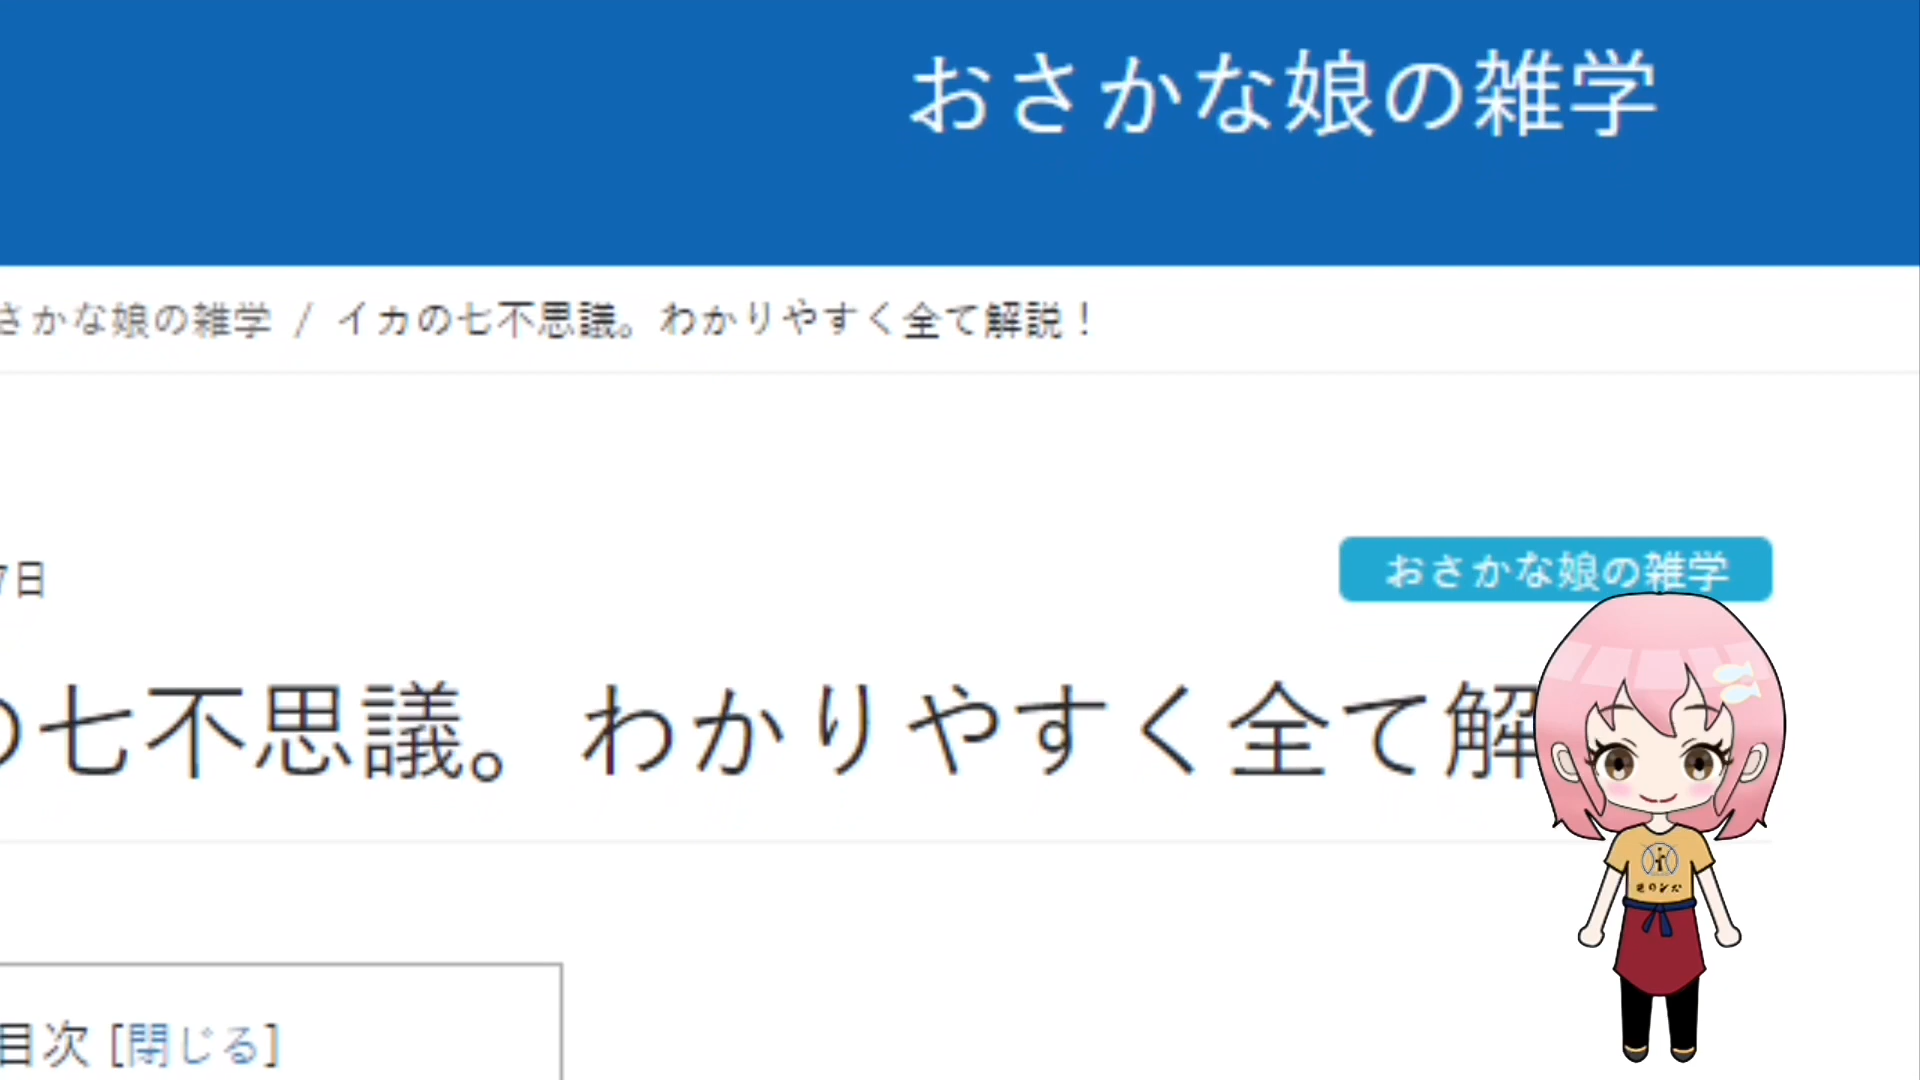 おさかな娘の雑学
さかな娘の雑学 / イカの七不思議。わかりやすく全て解説！
おさかな娘の雑学
7日
の七不思議。わかりやすく全て解
目次 [閉じる]